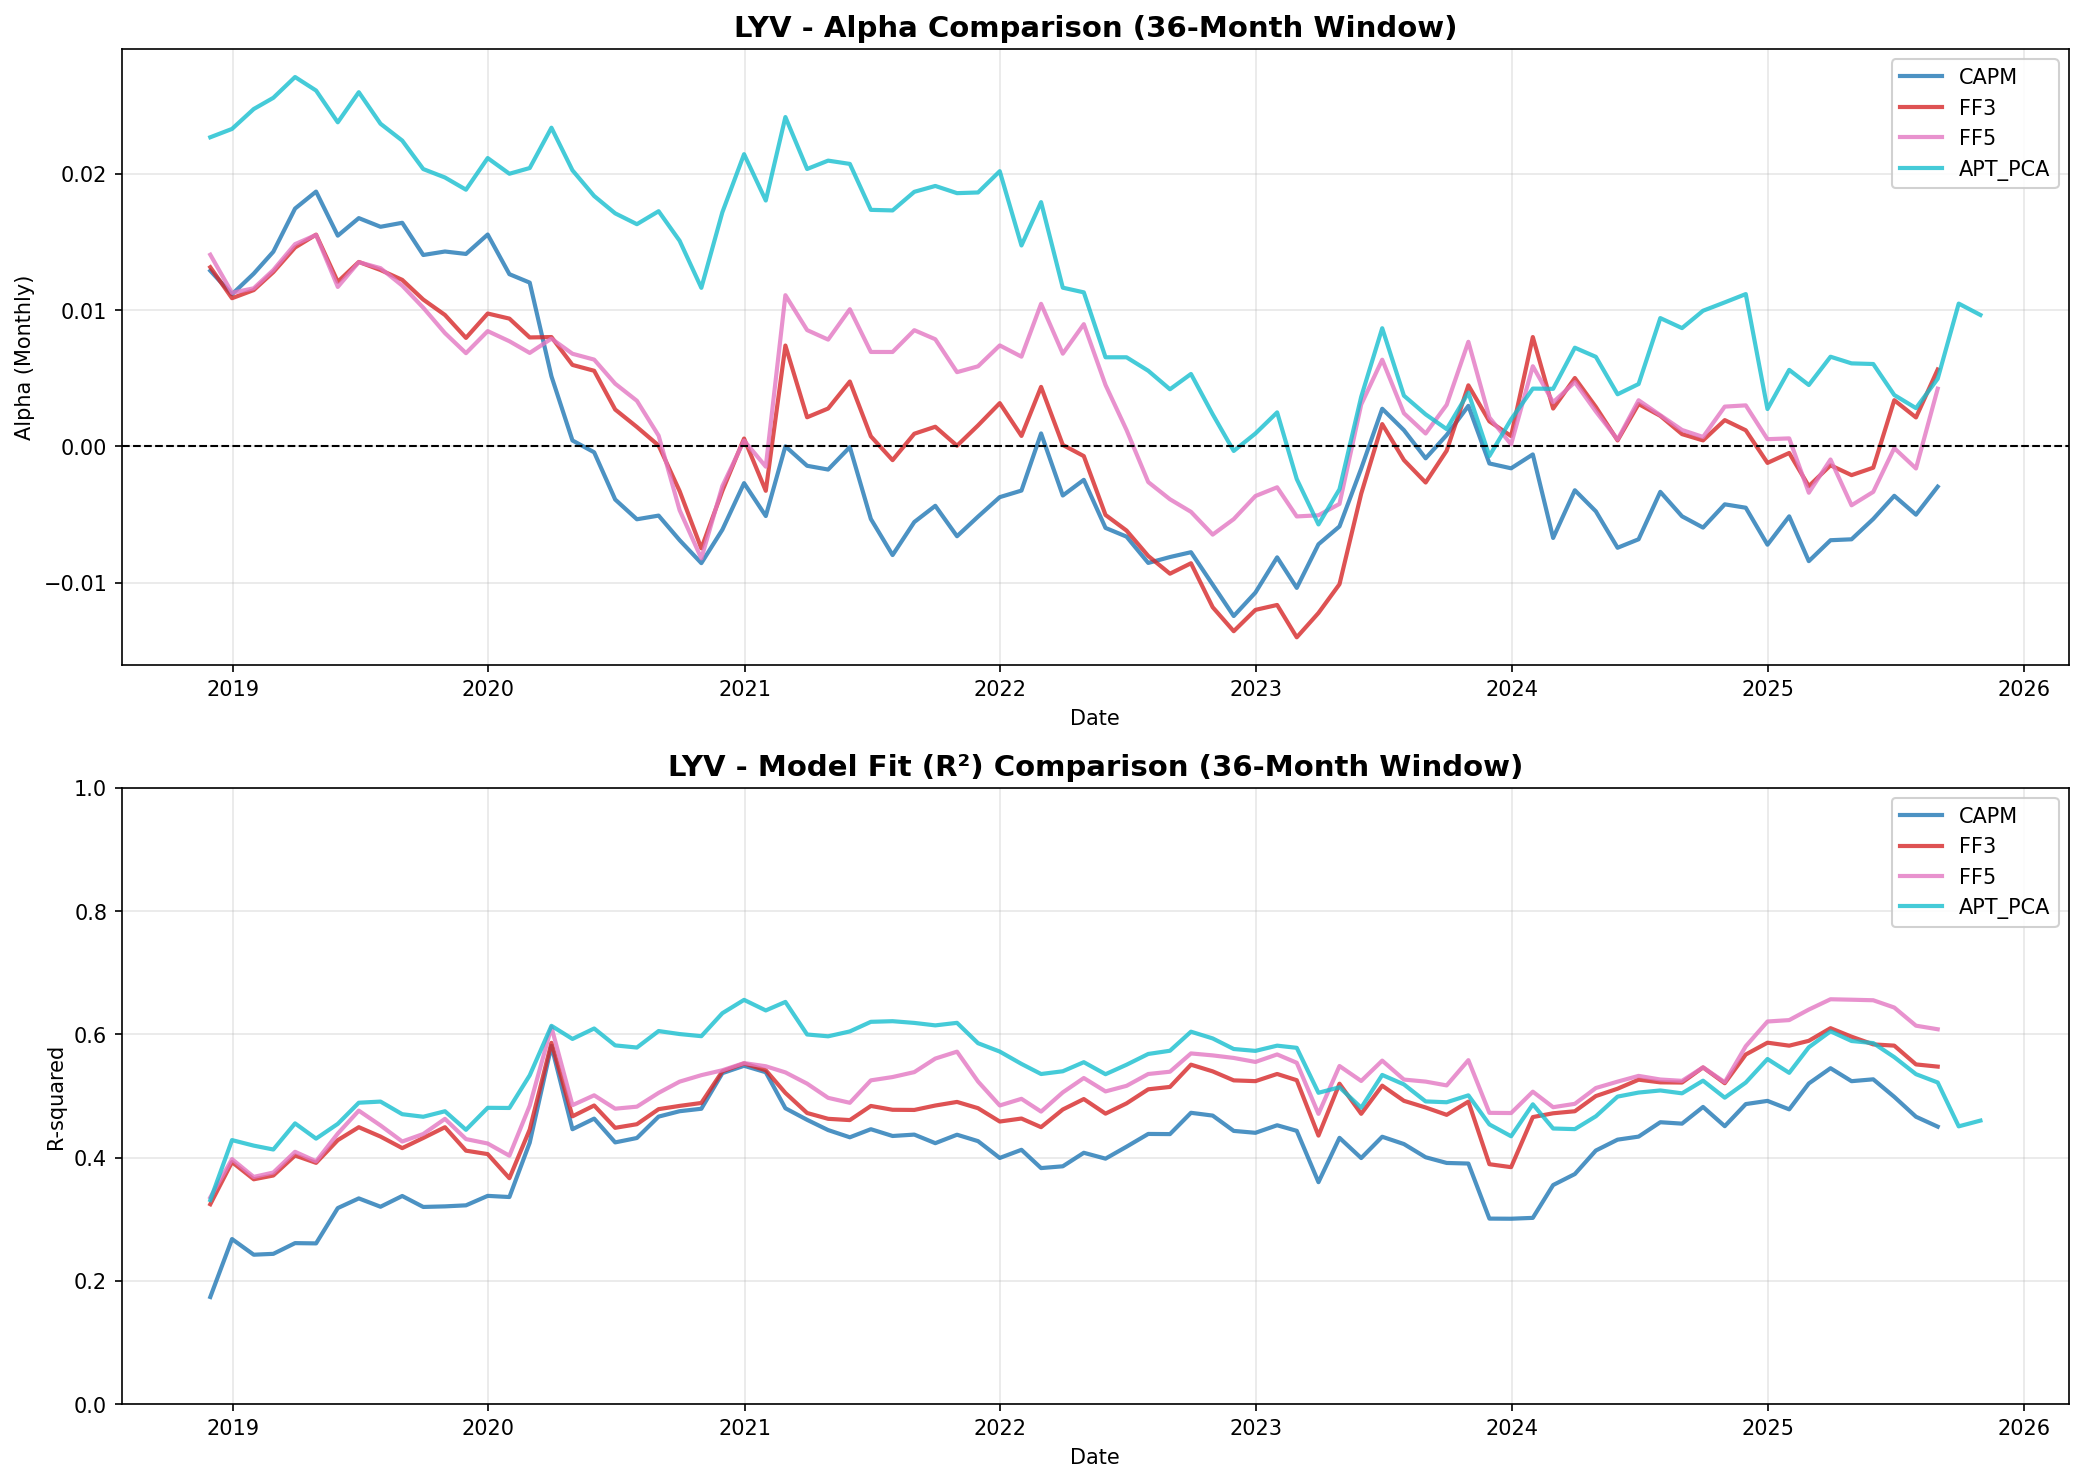 LYV - Alpha Comparison (36-Month Window)
CAPM
FF3
FF5
APT_PCA
Alpha (Monthly)
0.02
0.01
0.00
−0.01
2019 2020 2021 2022 2023 2024 2025 2026
Date
LYV - Model Fit (R²) Comparison (36-Month Window)
CAPM
FF3
FF5
APT_PCA
R-squared
1.0
0.8
0.6
0.4
0.2
0.0
2019 2020 2021 2022 2023 2024 2025 2026
Date